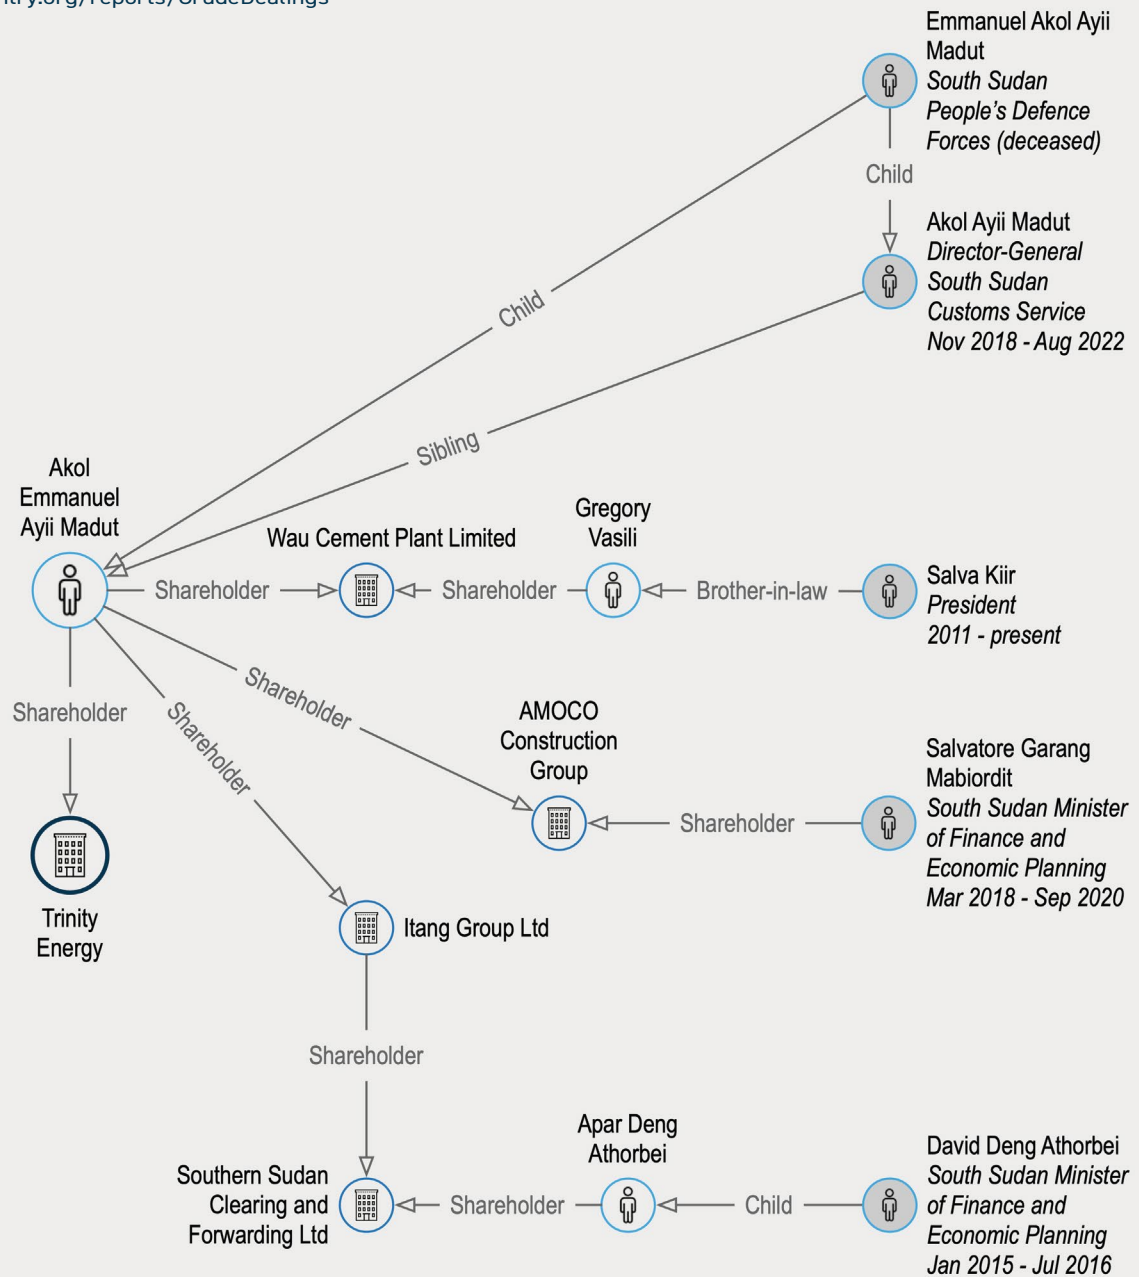 try.org/reports/CrudeDealings
Emmanuel Akol Ayii
Madut
South Sudan
People's Defence
Forces (deceased)
Child
Akol Ayii Madut
Director-General
South Sudan
Customs Service
Nov 2018 - Aug 2022
Child
Sibling
Akol
Emmanuel
Ayii Madut
Wau Cement Plant Limited
Gregory
Vasili
Shareholder
Shareholder
Brother-in-law
Salva Kiir
President
2011 - present
Shareholder
Shareholder
Shareholder
AMOCO
Construction
Group
Shareholder
Salvatore Garang
Mabiordit
South Sudan Minister
of Finance and
Economic Planning
Mar 2018 - Sep 2020
Trinity
Energy
Itang Group Ltd
Shareholder
Southern Sudan
Clearing and
Forwarding Ltd
Shareholder
Apar Deng
Athorbei
Child
David Deng Athorbei
South Sudan Minister
of Finance and
Economic Planning
Jan 2015 - Jul 2016